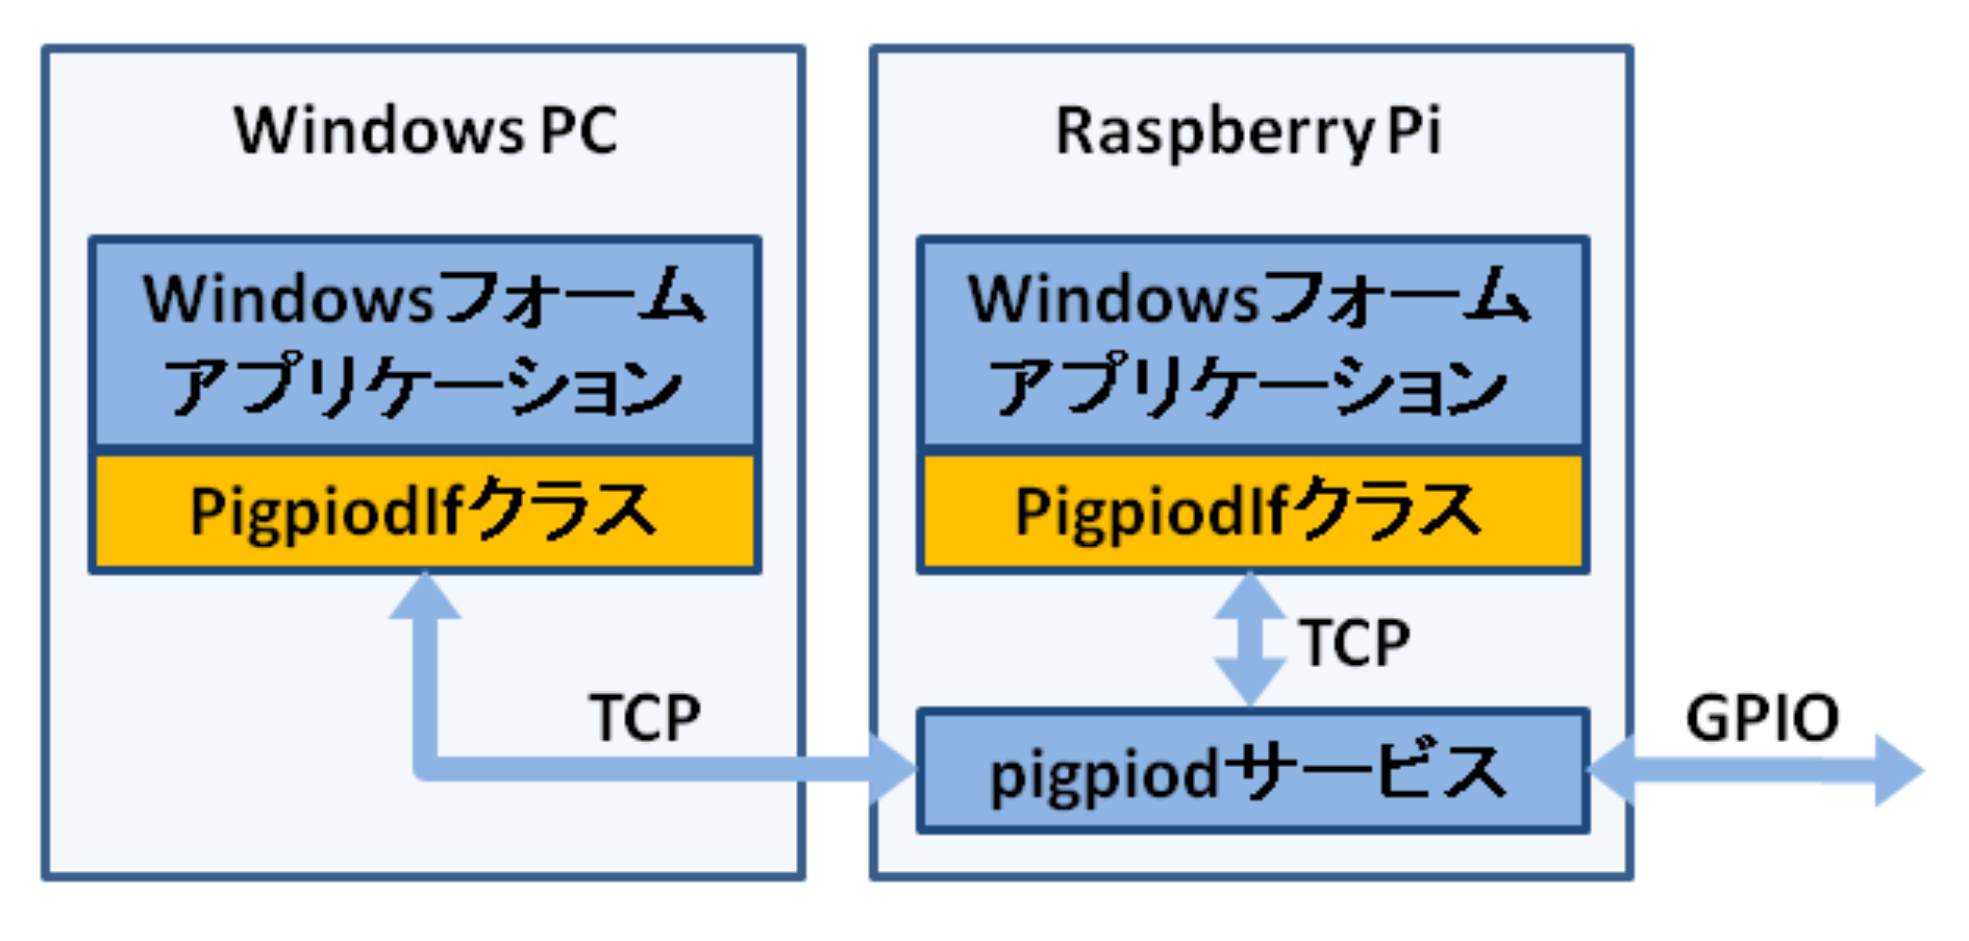 Windows PC
Windowsフォーム
アプリケーション
PigpiodIfクラス
TCP
Raspberry Pi
Windowsフォーム
アプリケーション
PigpiodIfクラス
TCP
pigpiodサービス
GPIO